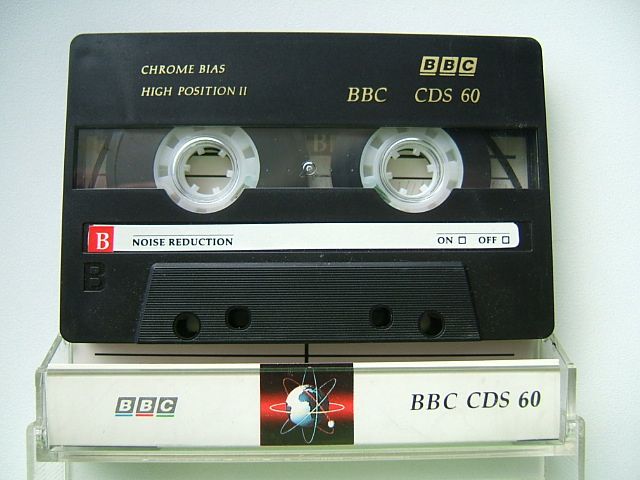 CHROME BIAS
HIGH POSITION II
BBC
BBC CDS 60
B
B
NOISE REDUCTION
ON
OFF
B
BBC
BBC CDS 60